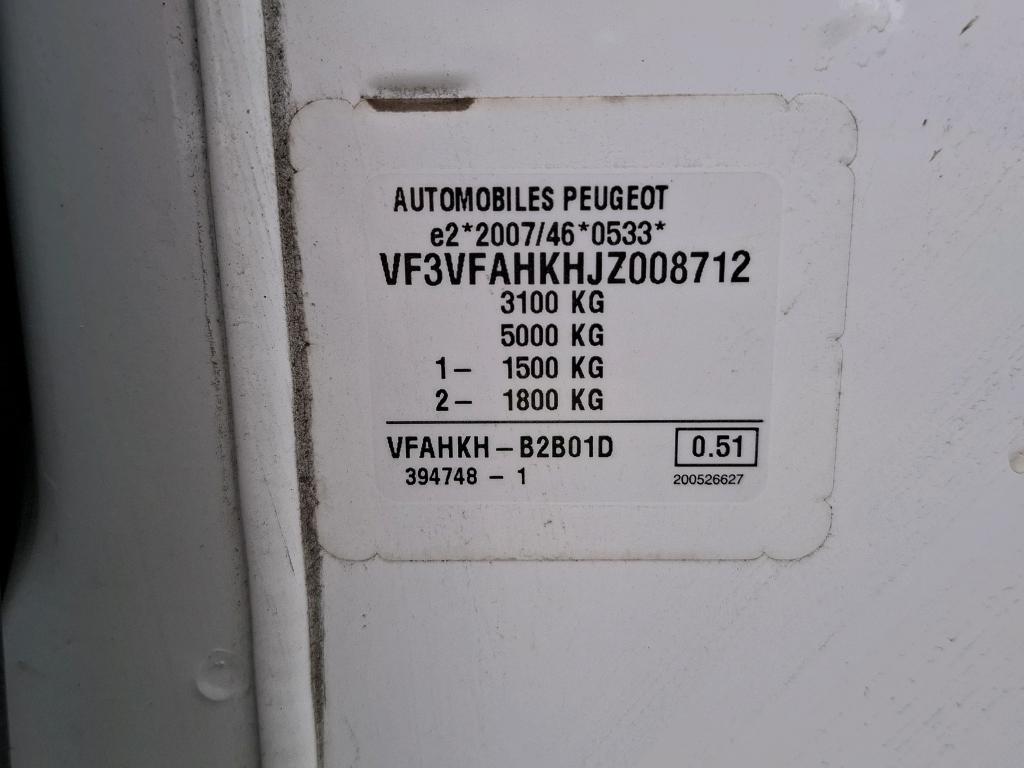 AUTOMOBILES PEUGEOT
e2*2007/46*0533*
VF3VFAHKHJZ008712
3100 KG
5000 KG
1- 1500 KG
2- 1800 KG
VFAHKH-B2B01D 0.51
394748 - 1 200526627